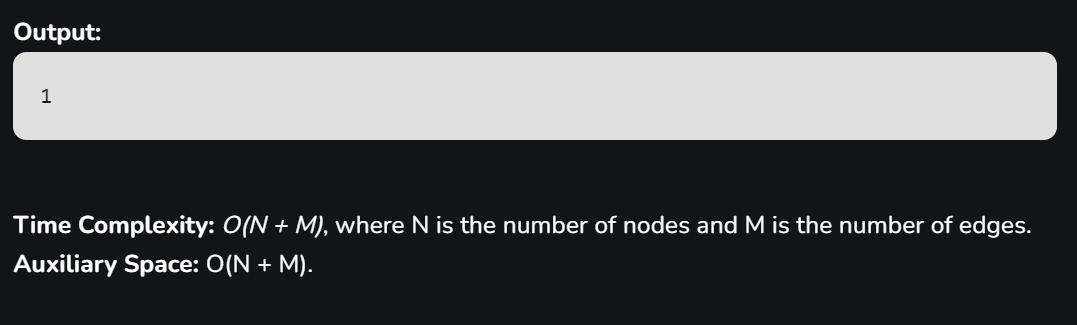 Output:
1
Time Complexity: O(N + M), where N is the number of nodes and M is the number of edges.
Auxiliary Space: O(N + M).